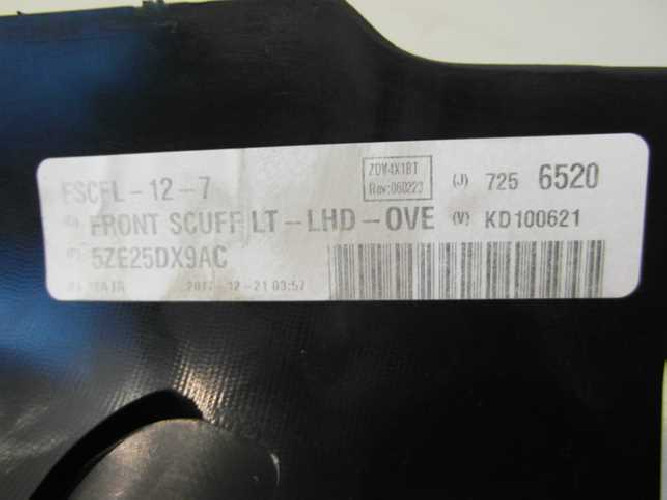 FSCFL-12-7
ZDW4X1BT
Rev:060223
(J) 725 6520
FRONT SCUFF LT-LHD-OVE (V) KD100621
(P) 5ZE25DX9AC
2017-12-21 03:57